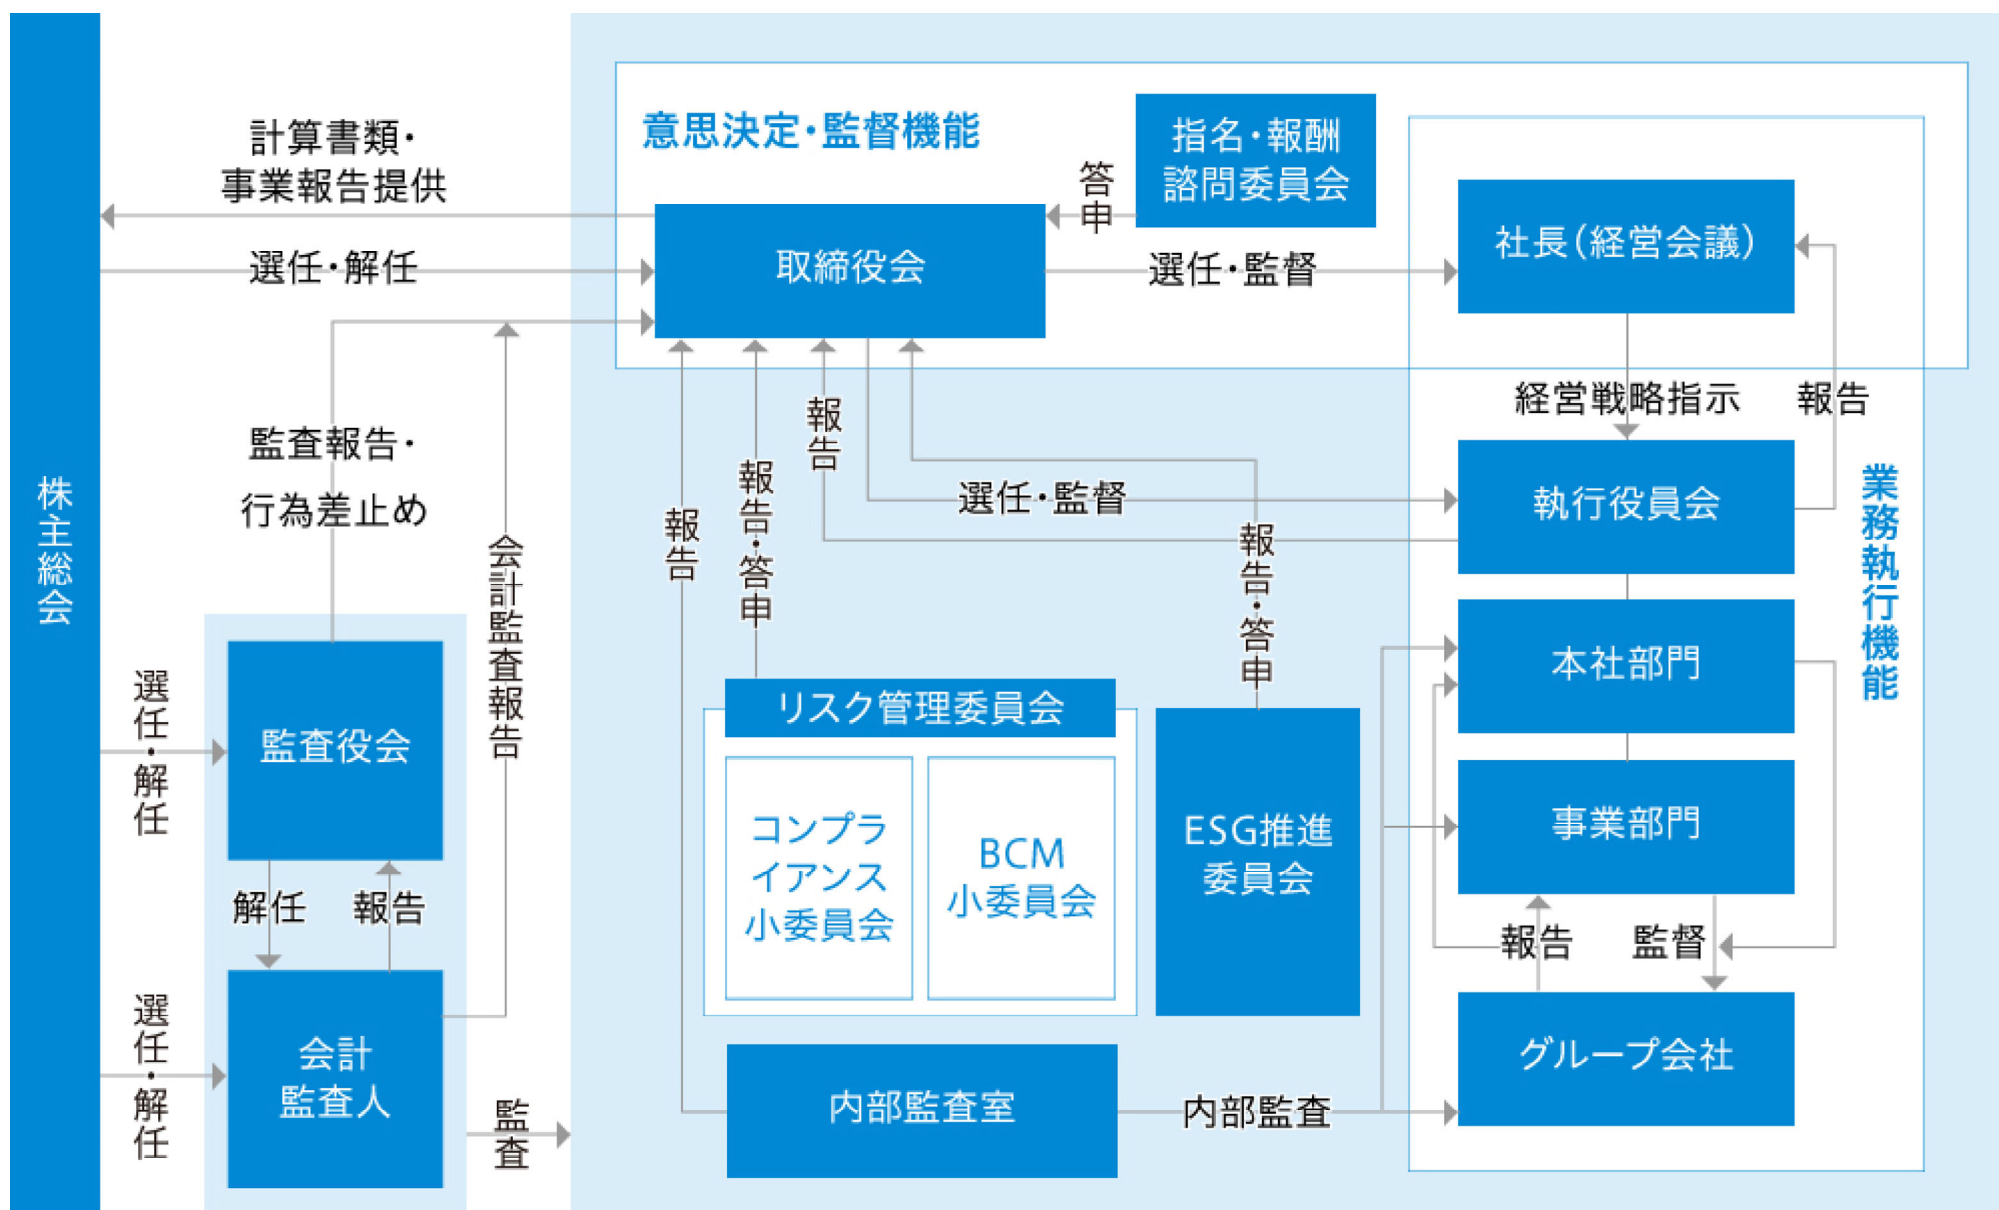 株主総会
計算書類・
事業報告提供
選任・解任
監査報告・
行為差止め
会計監査報告
選任・解任
監査役会
解任
報告
選任・解任
会計
監査人
監査
意思決定・監督機能
指名・報酬
諮問委員会
答申
取締役会
選任・監督
社長（経営会議）
経営戦略指示
報告
報告
報告・答申
報告
選任・監督
報告・答申
執行役員会
業務執行機能
本社部門
リスク管理委員会
コンプラ
イアンス
小委員会
BCM
小委員会
ESG推進
委員会
事業部門
報告
監督
グループ会社
内部監査室
内部監査